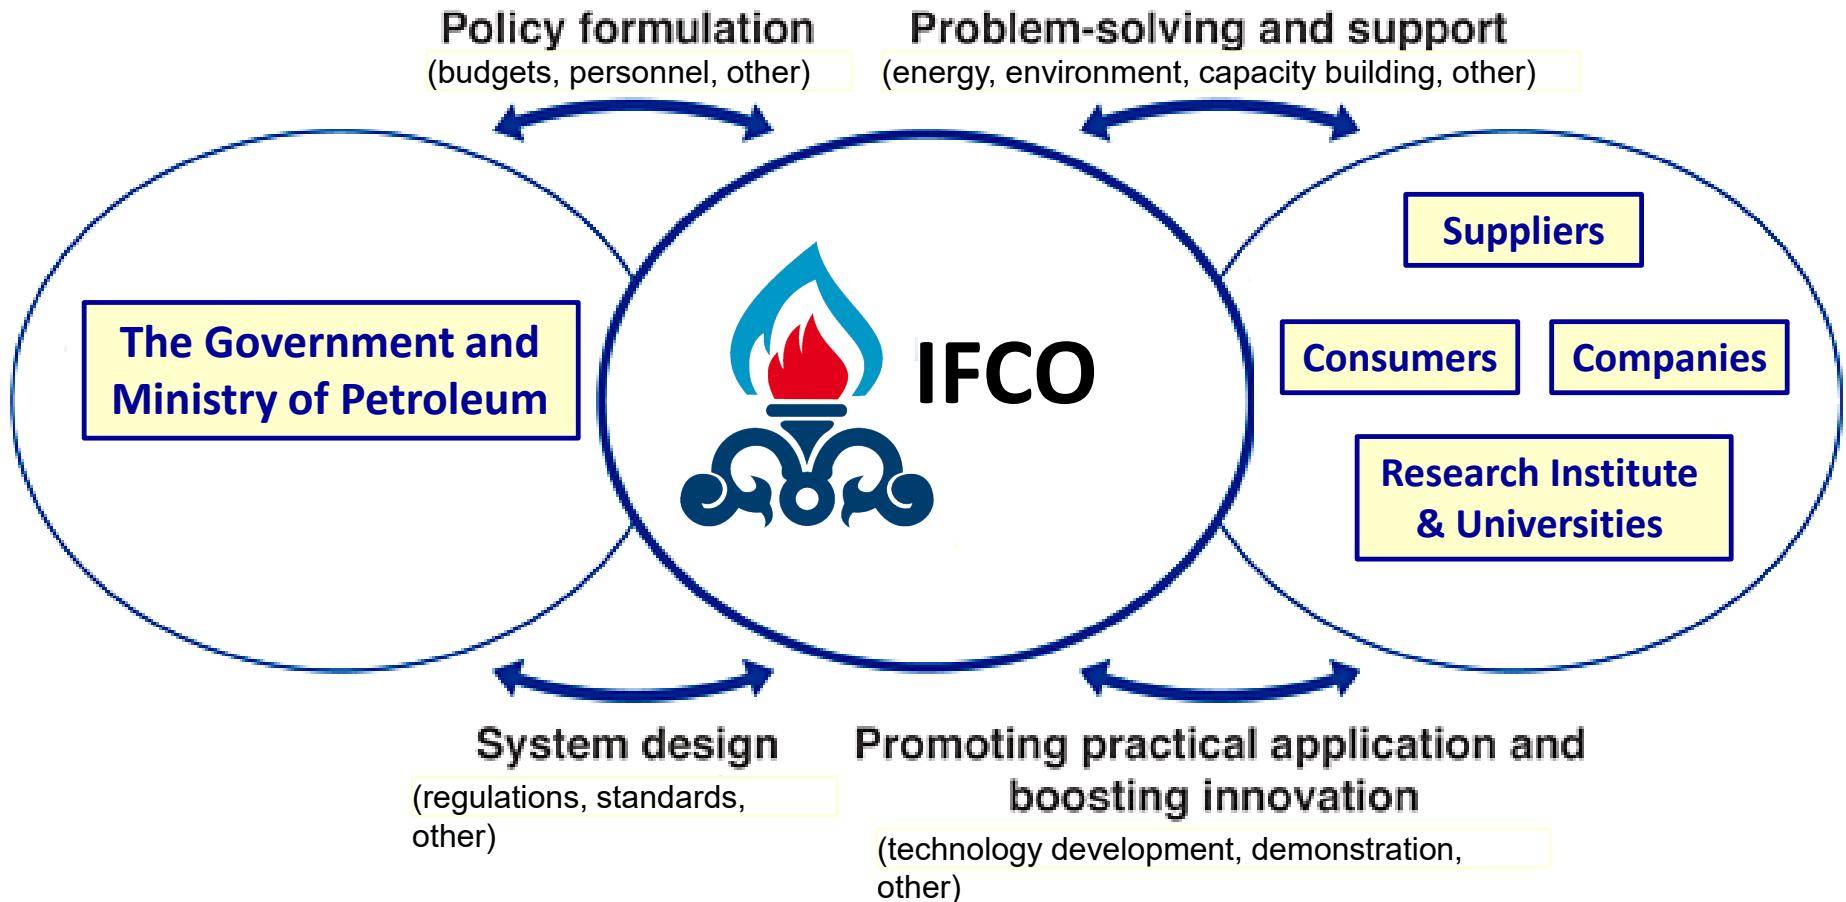 Policy formulation
(budgets, personnel, other)
Problem-solving and support
(energy, environment, capacity building, other)
The Government and
Ministry of Petroleum
IFCO
Suppliers
Consumers
Companies
Research Institute
& Universities
System design
(regulations, standards,
other)
Promoting practical application and
boosting innovation
(technology development, demonstration,
other)